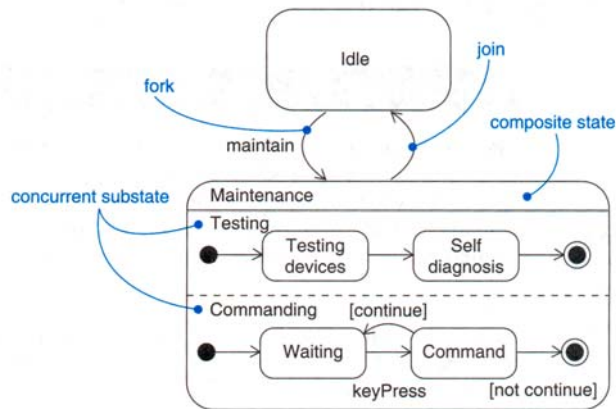 Idle
join
fork
composite state
maintain
Maintenance
concurrent substate
Testing
Testing
devices
Self
diagnosis
Commanding
[continue]
Waiting
Command
keyPress
[not continue]